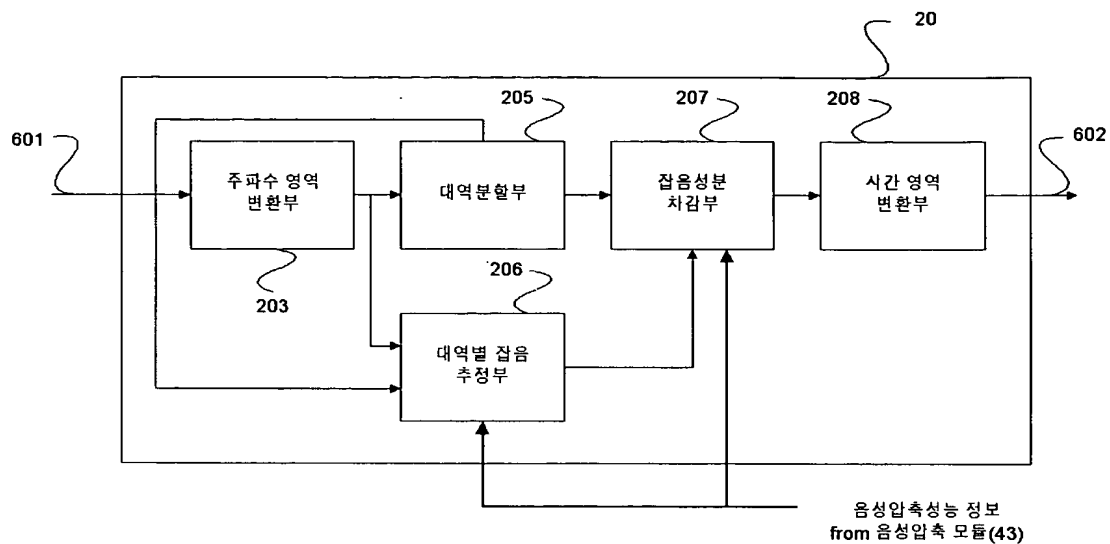 20
205
207
208
601
602
주파수 영역
변환부
대역분할부
잡음성분
차감부
시간 영역
변환부
203
206
대역별 잡음
추정부
음성압축성능 정보
from 음성압축 모듈(43)